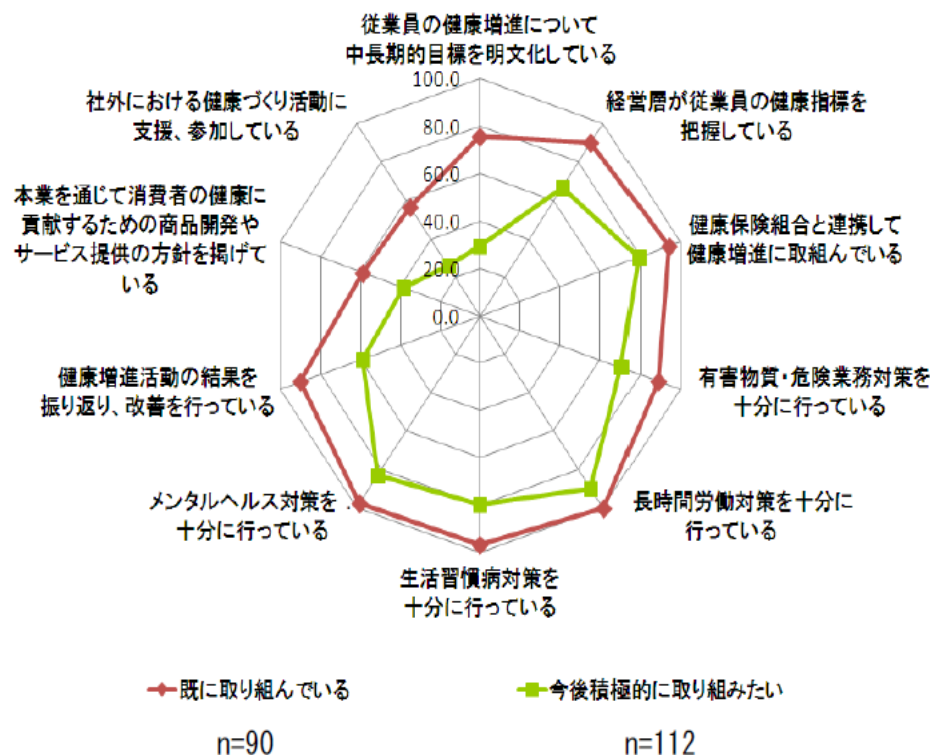 従業員の健康増進について
中長期的目標を明文化している
100.0
80.0
60.0
40.0
20.0
0.0
経営層が従業員の健康指標を
把握している
健康保険組合と連携して
健康増進に取組んでいる
有害物質・危険業務対策を
十分に行っている
長時間労働対策を十分に
行っている
生活習慣病対策を
十分に行っている
メンタルヘルス対策を
十分に行っている
健康増進活動の結果を
振り返り、改善を行っている
本業を通じて消費者の健康に
貢献するための商品開発や
サービス提供の方針を掲げて
いる
社外における健康づくり活動に
支援、参加している
既に取り組んでいる
今後積極的に取り組みたい
n=90
n=112